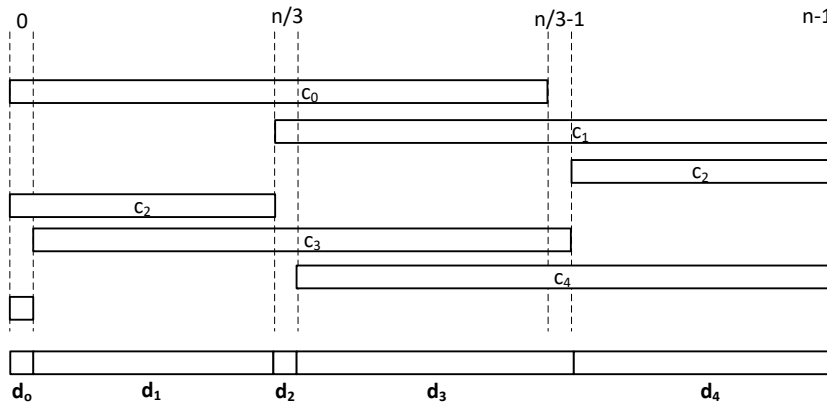 0 n/3 n/3-1 n-1
c₀
c₁
c₂
c₂
c₃
c₄
d₀ d₁ d₂ d₃ d₄